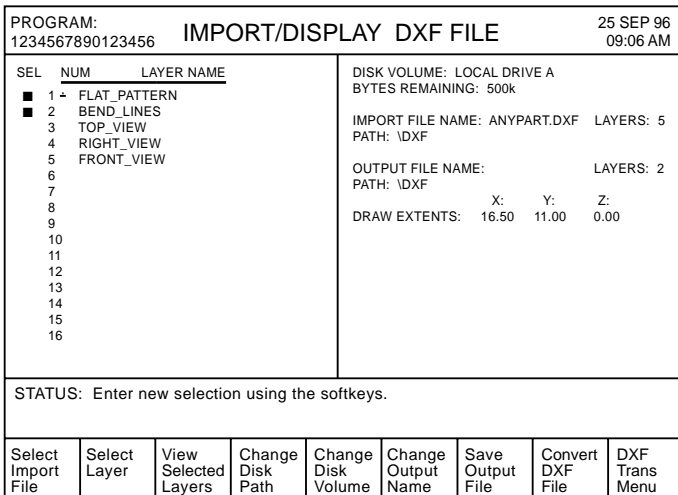 PROGRAM:
1234567890123456
IMPORT/DISPLAY DXF FILE
25 SEP 96
09:06 AM
SEL NUM LAYER NAME
1 FLAT_PATTERN
2 BEND_LINES
3 TOP_VIEW
4 RIGHT_VIEW
5 FRONT_VIEW
6
7
8
9
10
11
12
13
14
15
16
DISK VOLUME: LOCAL DRIVE A
BYTES REMAINING: 500k
IMPORT FILE NAME: ANYPART.DXF LAYERS: 5
PATH: \DXF
OUTPUT FILE NAME: LAYERS: 2
PATH: \DXF
X: Y: Z:
DRAW EXTENTS: 16.50 11.00 0.00
STATUS: Enter new selection using the softkeys.
Select
Import
File
Select
Layer
View
Selected
Layers
Change
Disk
Path
Change
Disk
Volume
Change
Output
Name
Save
Output
File
Convert
DXF
File
DXF
Trans
Menu